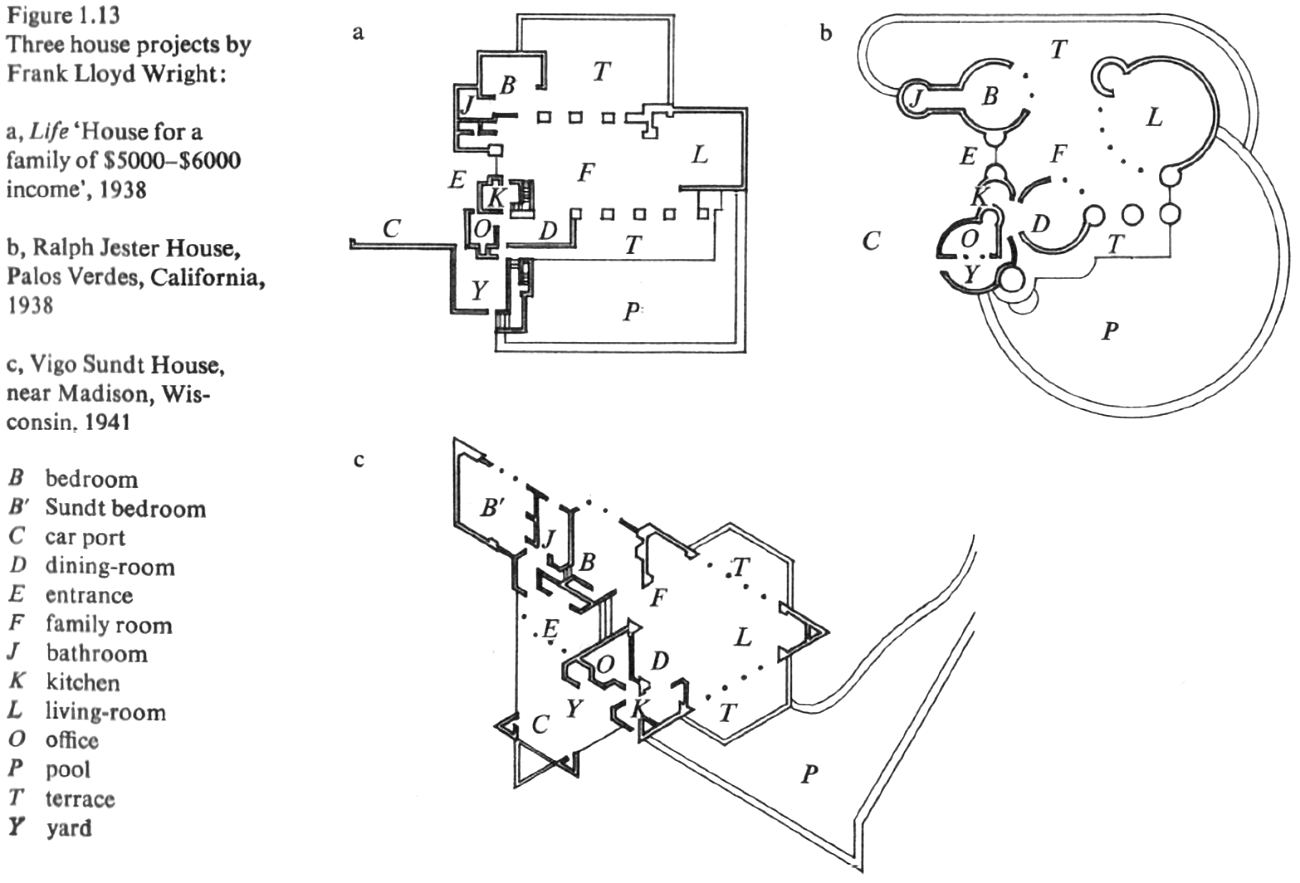 Figure 1.13
Three house projects by
Frank Lloyd Wright:
a, Life ‘House for a
family of $5000–$6000
income’, 1938
b, Ralph Jester House,
Palos Verdes, California,
1938
c, Vigo Sundt House,
near Madison, Wis-
consin, 1941
B bedroom
B′ Sundt bedroom
C car port
D dining-room
E entrance
F family room
J bathroom
K kitchen
L living-room
O office
P pool
T terrace
Y yard
a
T
B
J
L
E
F
K
C
O
D
T
Y
P
b
T
J
B
L
E
F
K
D
C
O
T
Y
P
c
B′
J
B
T
F
E
L
O
D
Y
K
T
C
P